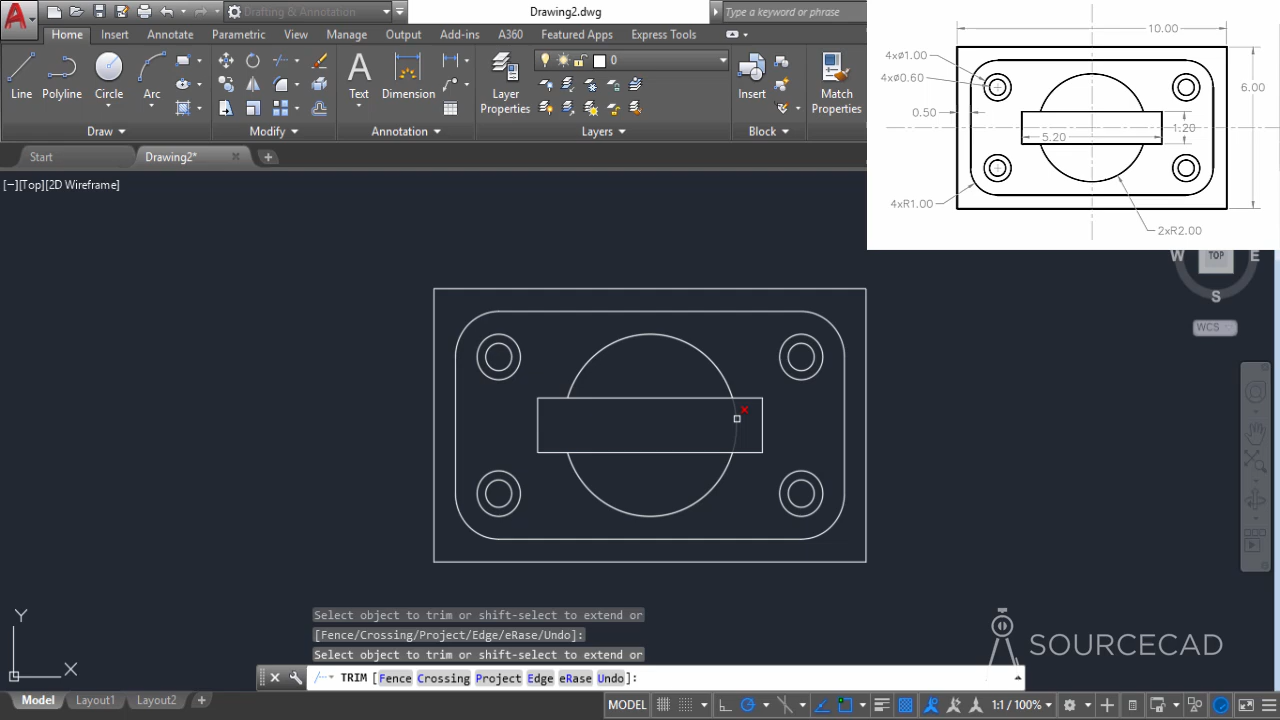 Drafting & Annotation
Drawing2.dwg
Type a keyword or phrase
Home Insert Annotate Parametric View Manage Output Add-ins A360 Featured Apps Express Tools
0
Line Polyline Circle Arc Text Dimension Layer Properties Insert Match Properties
Draw Modify Annotation Layers Block
Start Drawing2*
[−][Top][2D Wireframe]
10.00
4xø1.00
4xø0.60
6.00
0.50
1.20
5.20
4xR1.00
2xR2.00
W TOP E
S
WCS
Select object to trim or shift-select to extend or
[Fence/Crossing/Project/Edge/eRase/Undo]:
Select object to trim or shift-select to extend or
TRIM [Fence Crossing Project Edge eRase Undo]:
Y
X
SOURCECAD
Model Layout1 Layout2
MODEL 1:1 / 100%